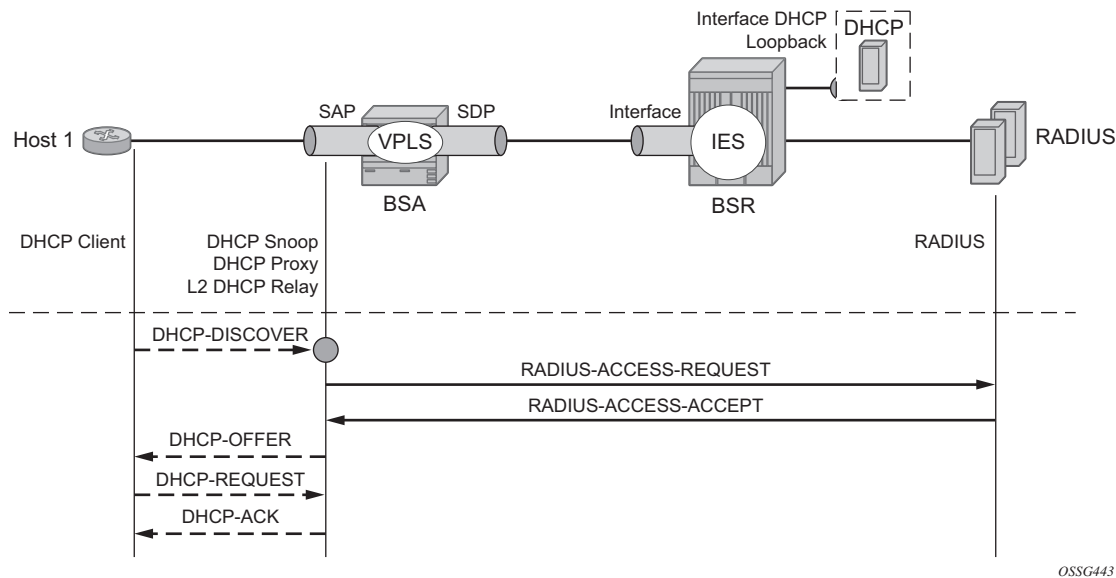 Interface DHCP
Loopback
DHCP
SAP
SDP
Interface
Host 1
VPLS
IES
RADIUS
BSA
BSR
DHCP Client
DHCP Snoop
DHCP Proxy
L2 DHCP Relay
RADIUS
DHCP-DISCOVER
RADIUS-ACCESS-REQUEST
RADIUS-ACCESS-ACCEPT
DHCP-OFFER
DHCP-REQUEST
DHCP-ACK
OSSG443